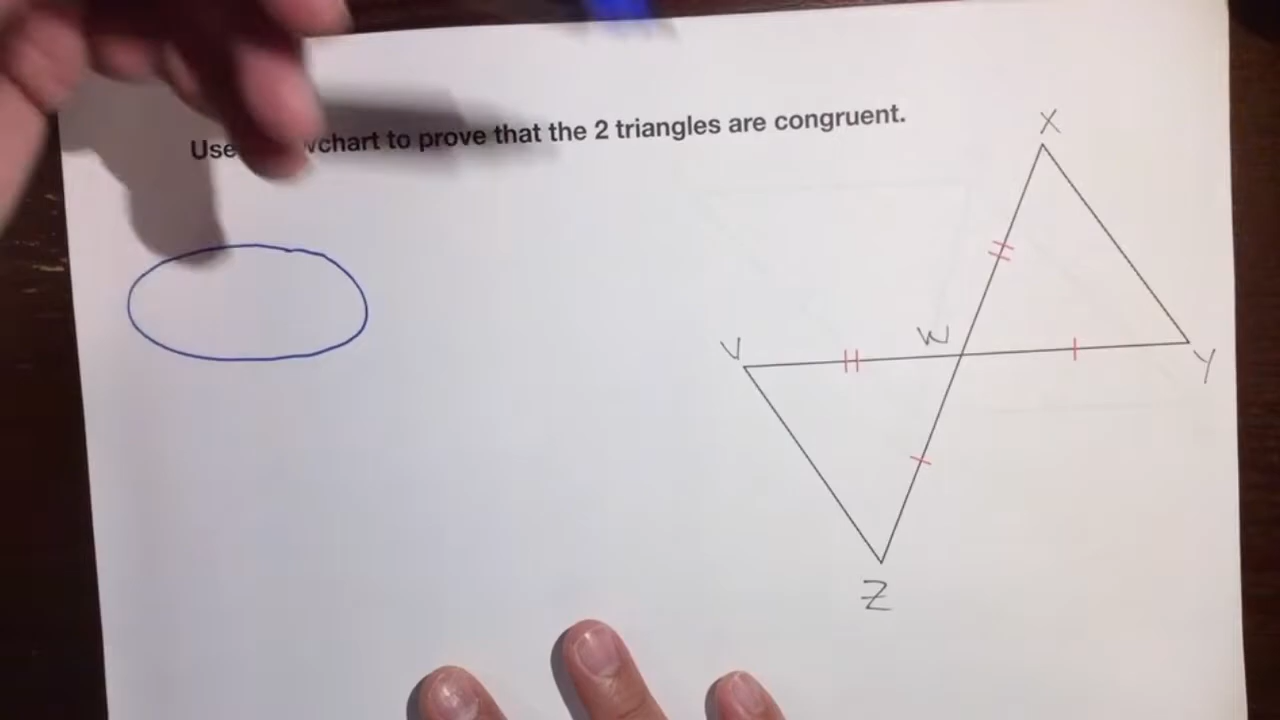 Use chart to prove that the 2 triangles are congruent.
X
W
V
Y
Z